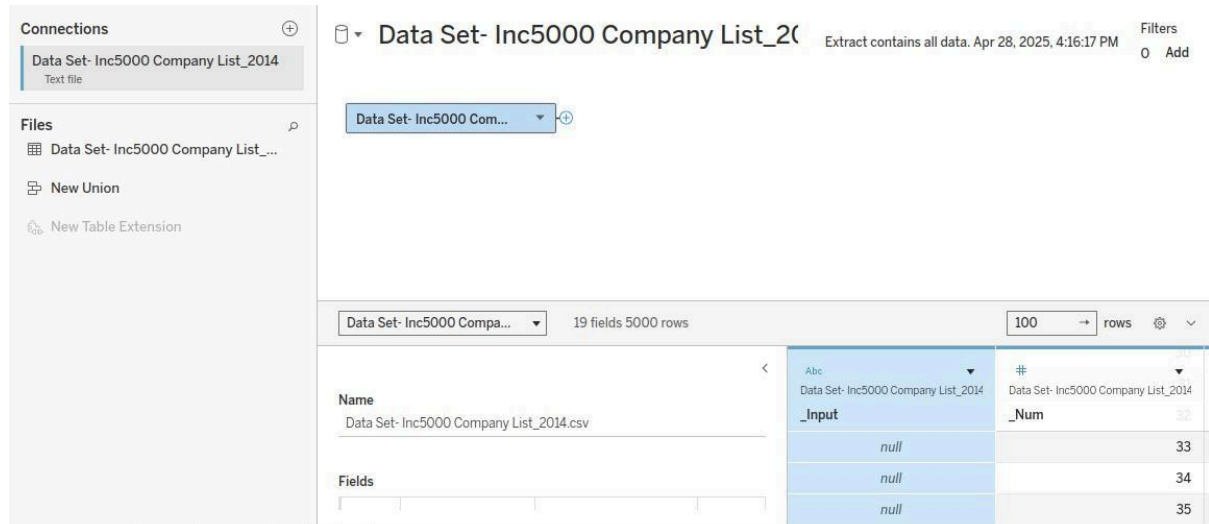 Connections
Data Set- Inc5000 Company List_2014
Text file
Files
Data Set- Inc5000 Company List_...
New Union
New Table Extension
Data Set- Inc5000 Company List_2(
Extract contains all data. Apr 28, 2025, 4:16:17 PM
Filters
0 Add
Data Set- Inc5000 Com...
Data Set- Inc5000 Compa...
19 fields 5000 rows
100 → rows
Name
Data Set- Inc5000 Company List_2014.csv
Fields
Abc
Data Set- Inc5000 Company List_2014
_Input
null
null
null
#
Data Set- Inc5000 Company List_2014
_Num
32
33
34
35